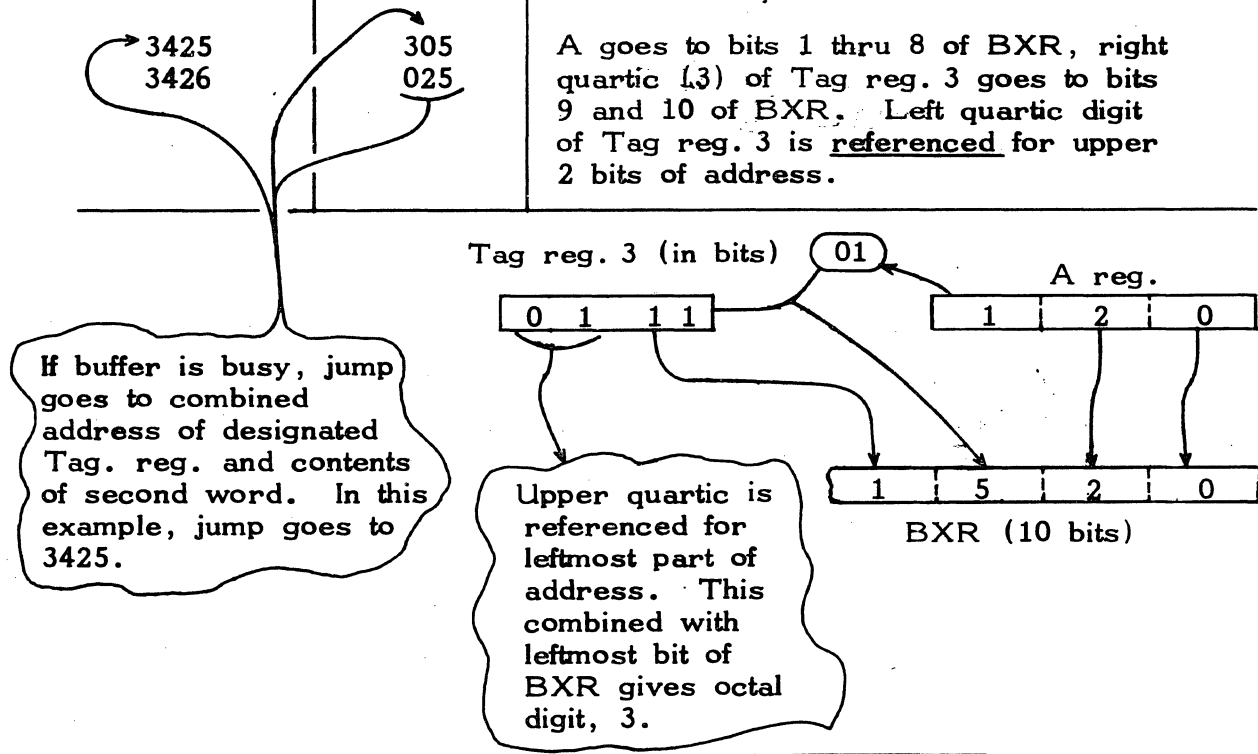 3425
3426
305
025
A goes to bits 1 thru 8 of BXR, right
quartic (3) of Tag reg. 3 goes to bits
9 and 10 of BXR. Left quartic digit
of Tag reg. 3 is referenced for upper
2 bits of address.
Tag reg. 3 (in bits)
01
A reg.
0 1 1 1
1 2 0
If buffer is busy, jump
goes to combined
address of designated
Tag. reg. and contents
of second word. In this
example, jump goes to
3425.
1 5 2 0
BXR (10 bits)
Upper quartic is
referenced for
leftmost part of
address. This
combined with
leftmost bit of
BXR gives octal
digit, 3.